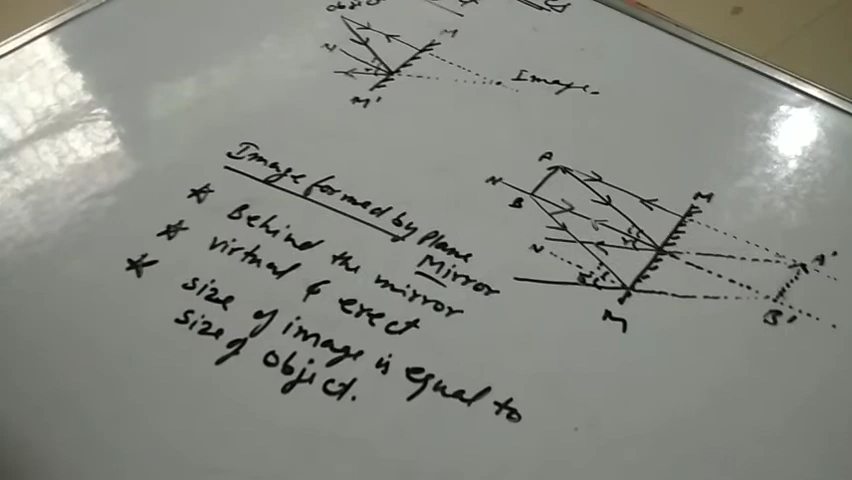 Object
M
N
Image.
M'
Image formed by plane
Mirror
Behind the mirror
virtual & erect
size of image is equal to
size of object.
A
N
B
M
N
A'
B'
M